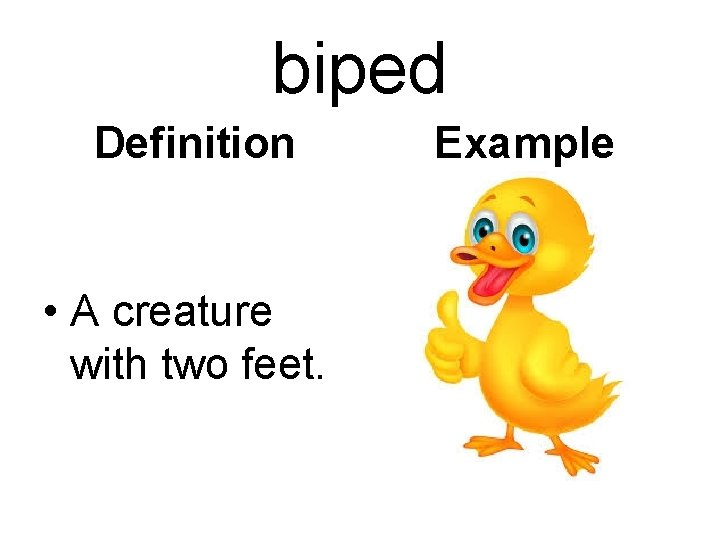 biped
Definition
Example
• A creature
with two feet.